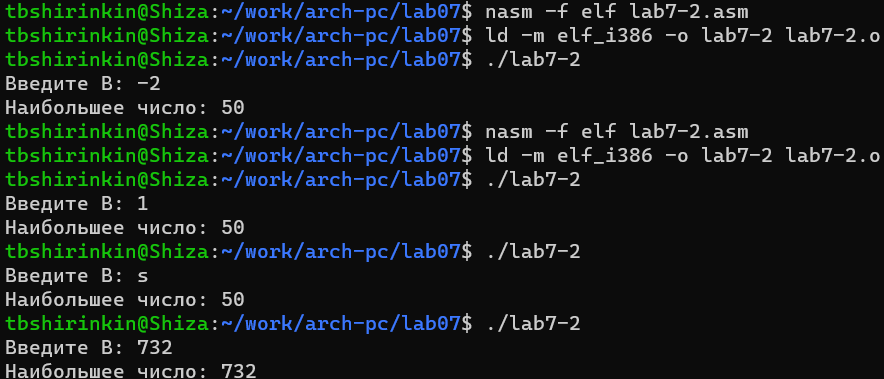 tbshirinkin@Shiza:~/work/arch-pc/lab07$ nasm -f elf lab7-2.asm
tbshirinkin@Shiza:~/work/arch-pc/lab07$ ld -m elf_i386 -o lab7-2 lab7-2.o
tbshirinkin@Shiza:~/work/arch-pc/lab07$ ./lab7-2
Введите B: -2
Наибольшее число: 50
tbshirinkin@Shiza:~/work/arch-pc/lab07$ nasm -f elf lab7-2.asm
tbshirinkin@Shiza:~/work/arch-pc/lab07$ ld -m elf_i386 -o lab7-2 lab7-2.o
tbshirinkin@Shiza:~/work/arch-pc/lab07$ ./lab7-2
Введите B: 1
Наибольшее число: 50
tbshirinkin@Shiza:~/work/arch-pc/lab07$ ./lab7-2
Введите B: s
Наибольшее число: 50
tbshirinkin@Shiza:~/work/arch-pc/lab07$ ./lab7-2
Введите B: 732
Наибольшее число: 732